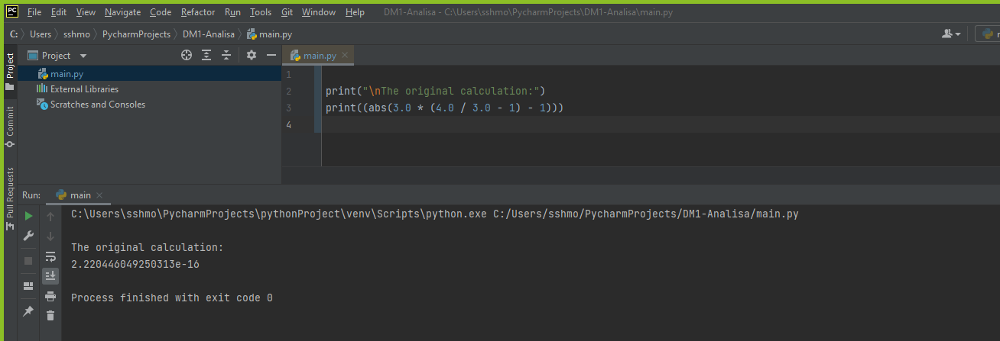 PC File Edit View Navigate Code Refactor Run Tools Git Window Help DM1-Analisa - C:\Users\sshmo\PycharmProjects\DM1-Analisa\main.py
C: Users sshmo PycharmProjects DM1-Analisa main.py
Project
Commit
Pull Requests
Project
main.py
External Libraries
Scratches and Consoles
main.py
1
2 print("\nThe original calculation:")
3 print((abs(3.0 * (4.0 / 3.0 - 1) - 1)))
4
Run: main
C:\Users\sshmo\PycharmProjects\pythonProject\venv\Scripts\python.exe C:/Users/sshmo/PycharmProjects/DM1-Analisa/main.py
The original calculation:
2.220446049250313e-16
Process finished with exit code 0